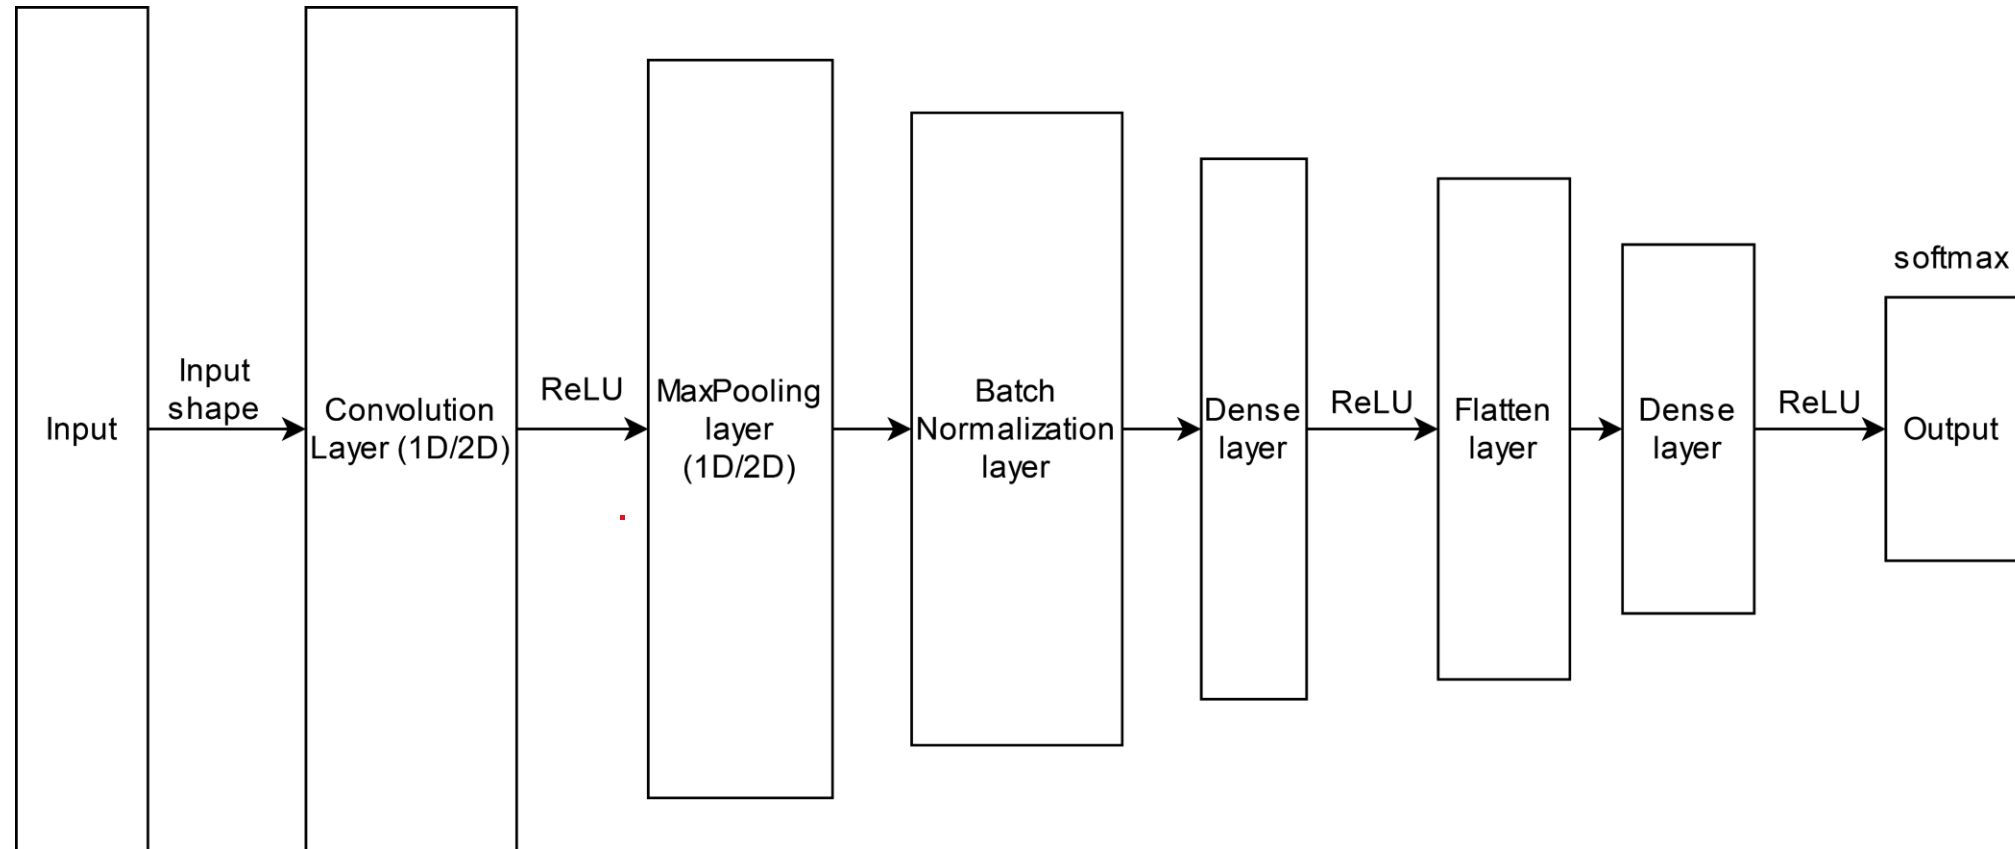 Input
Input
shape
Convolution
Layer (1D/2D)
ReLU
MaxPooling
layer
(1D/2D)
Batch
Normalization
layer
Dense
layer
ReLU
Flatten
layer
Dense
layer
ReLU
softmax
Output